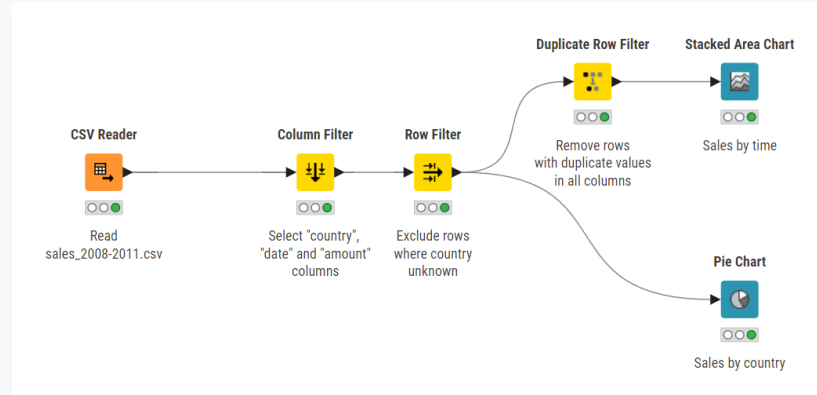 Duplicate Row Filter
Stacked Area Chart
Remove rows
with duplicate values
in all columns
Sales by time
CSV Reader
Column Filter
Row Filter
Read
sales_2008-2011.csv
Select "country",
"date" and "amount"
columns
Exclude rows
where country
unknown
Pie Chart
Sales by country